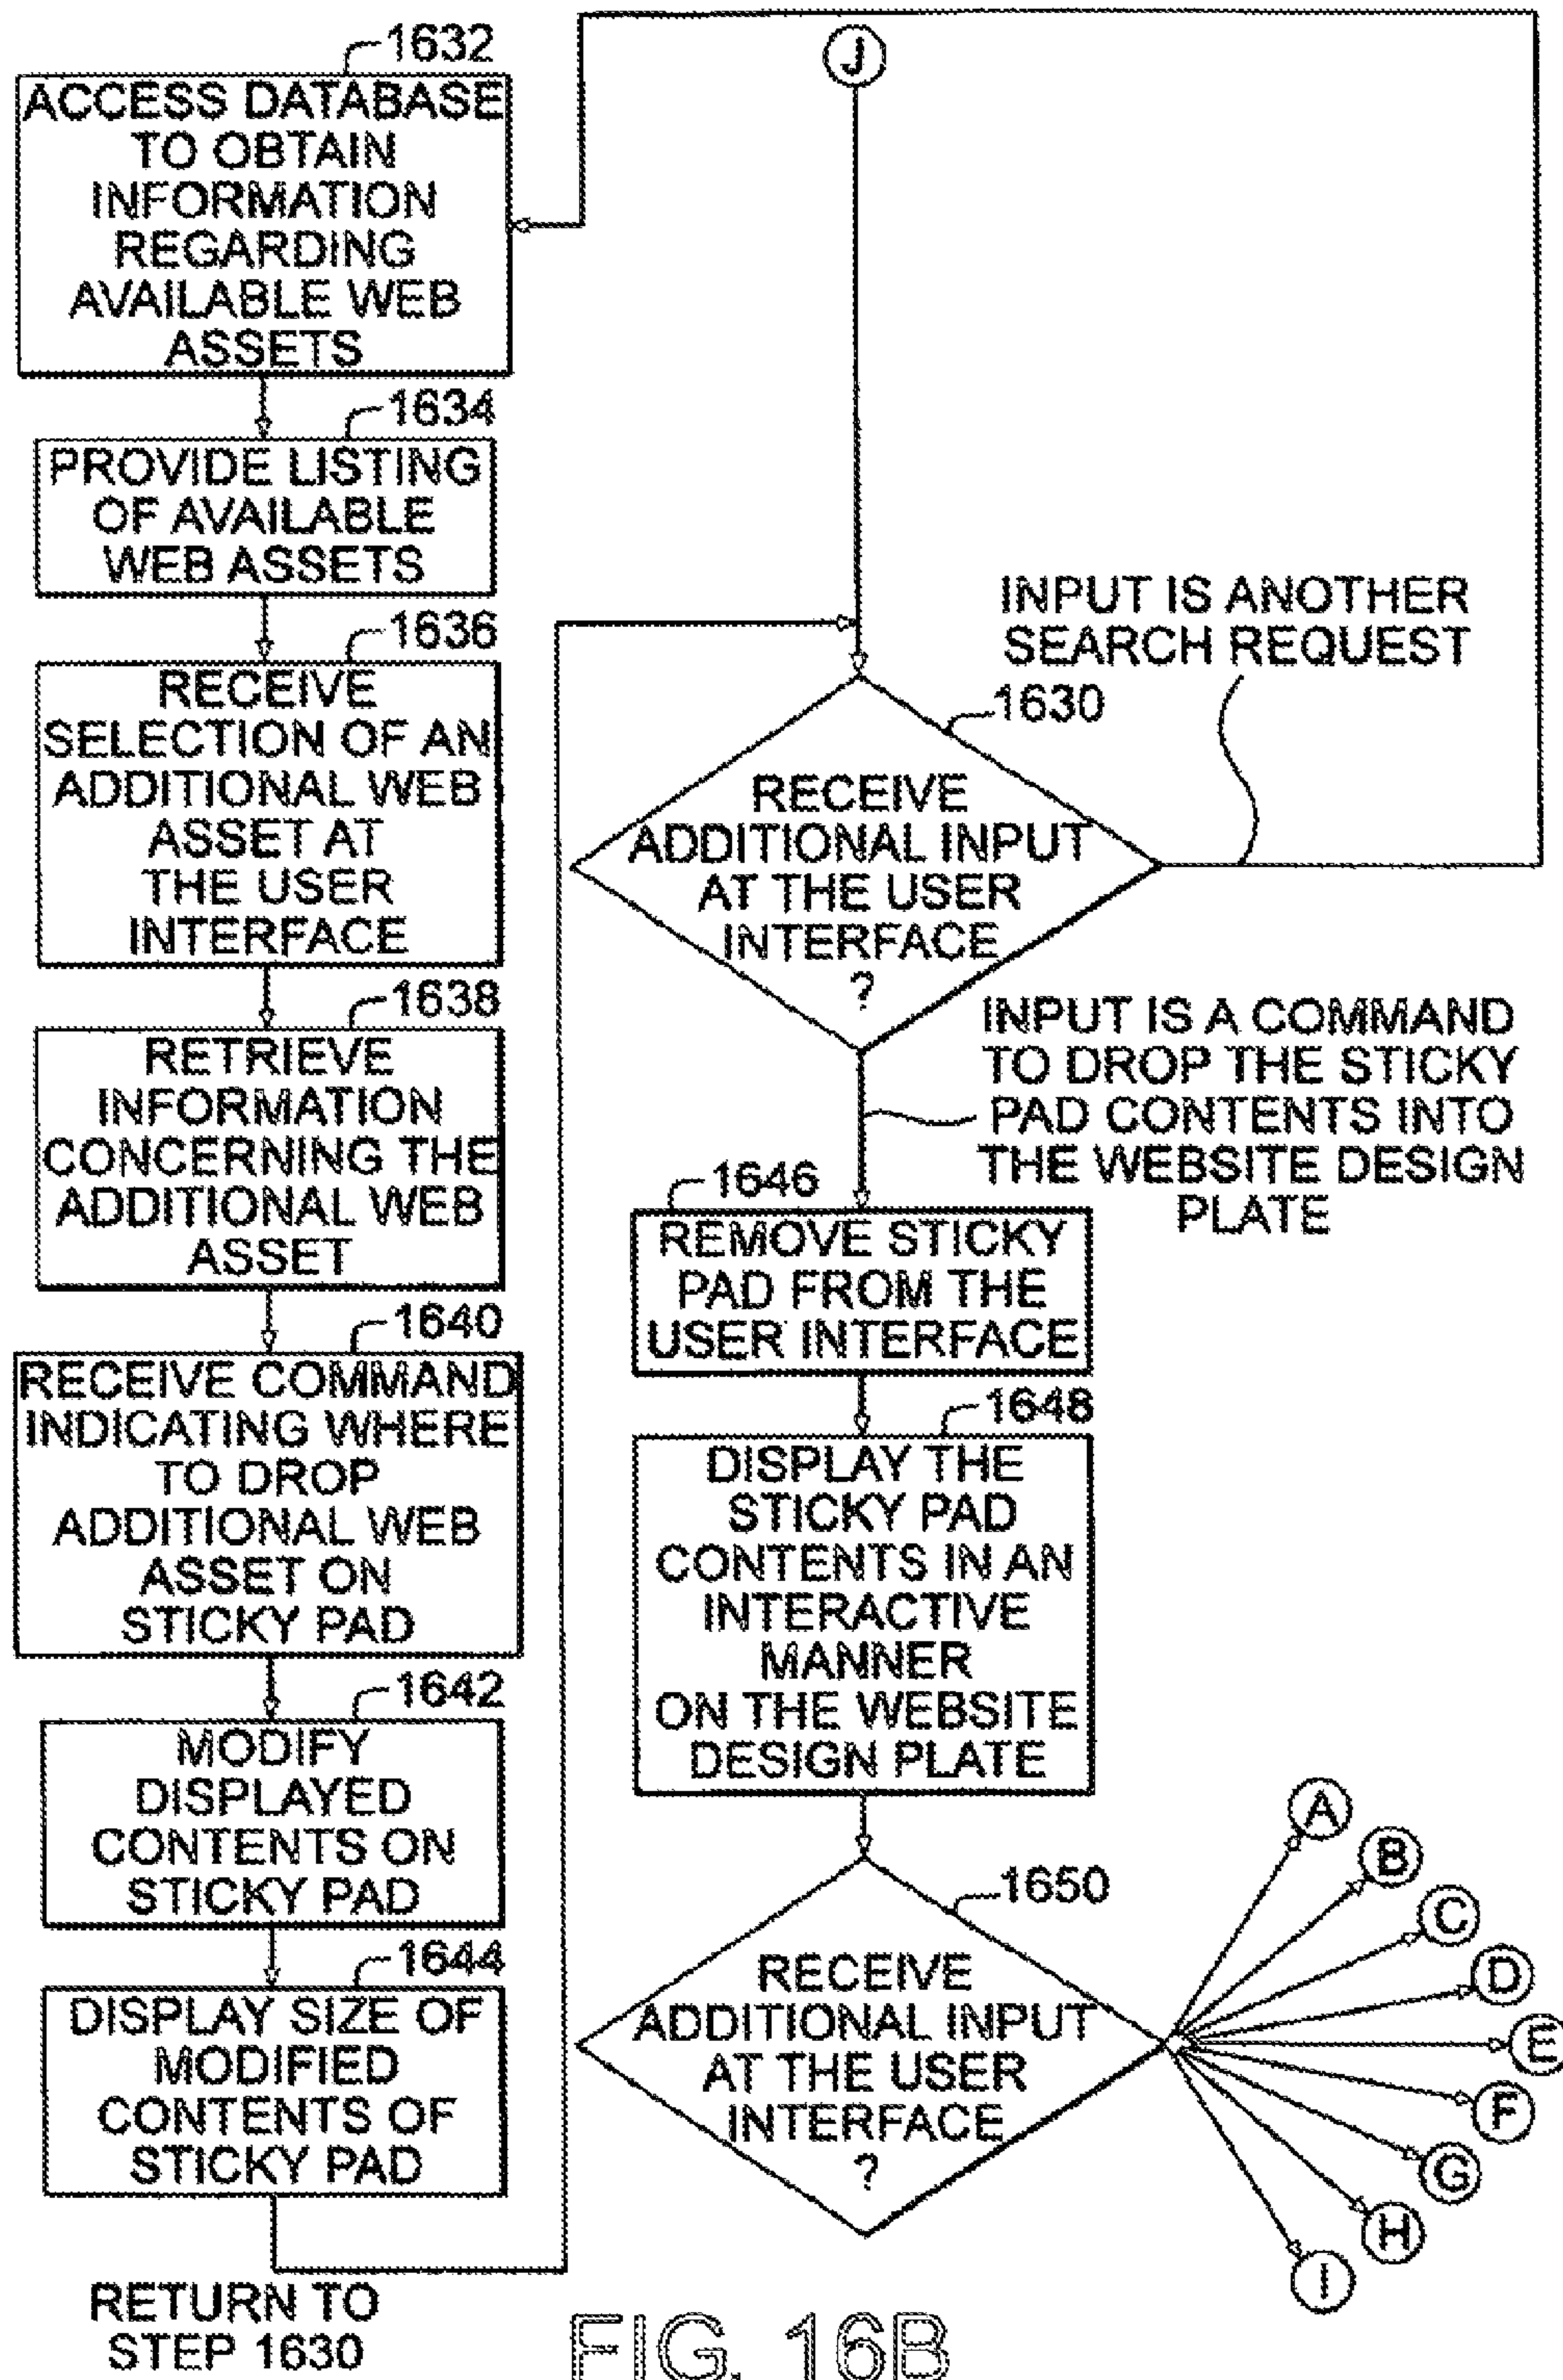 1632
ACCESS DATABASE
TO OBTAIN
INFORMATION
REGARDING
AVAILABLE WEB
ASSETS
1634
PROVIDE LISTING
OF AVAILABLE
WEB ASSETS
1636
RECEIVE
SELECTION OF AN
ADDITIONAL WEB
ASSET AT
THE USER
INTERFACE
1638
RETRIEVE
INFORMATION
CONCERNING THE
ADDITIONAL WEB
ASSET
1640
RECEIVE COMMAND
INDICATING WHERE
TO DROP
ADDITIONAL WEB
ASSET ON
STICKY PAD
1642
MODIFY
DISPLAYED
CONTENTS ON
STICKY PAD
1644
DISPLAY SIZE OF
MODIFIED
CONTENTS OF
STICKY PAD
RETURN TO
STEP 1630
J
INPUT IS ANOTHER
SEARCH REQUEST
1630
RECEIVE
ADDITIONAL INPUT
AT THE USER
INTERFACE
?
INPUT IS A COMMAND
TO DROP THE STICKY
PAD CONTENTS INTO
THE WEBSITE DESIGN
PLATE
1646
REMOVE STICKY
PAD FROM THE
USER INTERFACE
1648
DISPLAY THE
STICKY PAD
CONTENTS IN AN
INTERACTIVE
MANNER
ON THE WEBSITE
DESIGN PLATE
1650
RECEIVE
ADDITIONAL INPUT
AT THE USER
INTERFACE
?
A
B
C
D
E
F
G
H
I
FIG. 16B